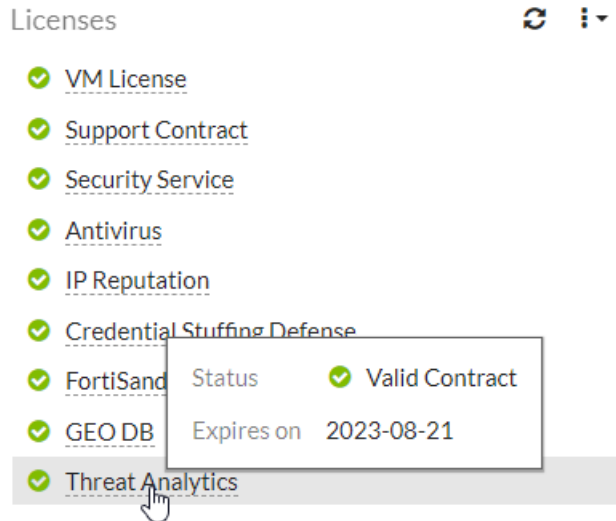 Licenses
VM License
Support Contract
Security Service
Antivirus
IP Reputation
Credential Stuffing Defense
FortiSand
GEO DB
Threat Analytics
Status Valid Contract
Expires on 2023-08-21